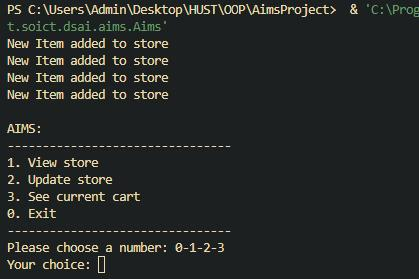 PS C:\Users\Admin\Desktop\HUST\OOP\AimsProject>  & 'C:\Prog
t.soict.dsai.aims.Aims'
New Item added to store
New Item added to store
New Item added to store
New Item added to store

AIMS:
--------------------------------
1. View store
2. Update store
3. See current cart
0. Exit
--------------------------------
Please choose a number: 0-1-2-3
Your choice: